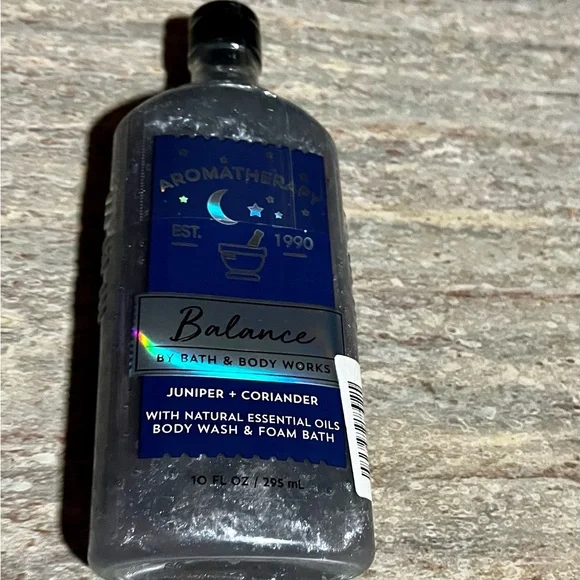 AROMATHERAPY
EST. 1990
Balance
BY BATH & BODY WORKS
JUNIPER + CORIANDER
WITH NATURAL ESSENTIAL OILS
BODY WASH & FOAM BATH
10 FL OZ / 295 mL